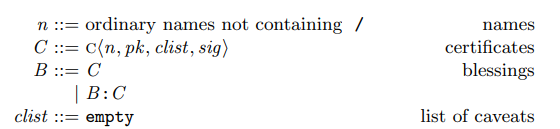 n ::= ordinary names not containing / names
C ::= C⟨n, pk, clist, sig⟩ certificates
B ::= C blessings
| B : C
clist ::= empty list of caveats